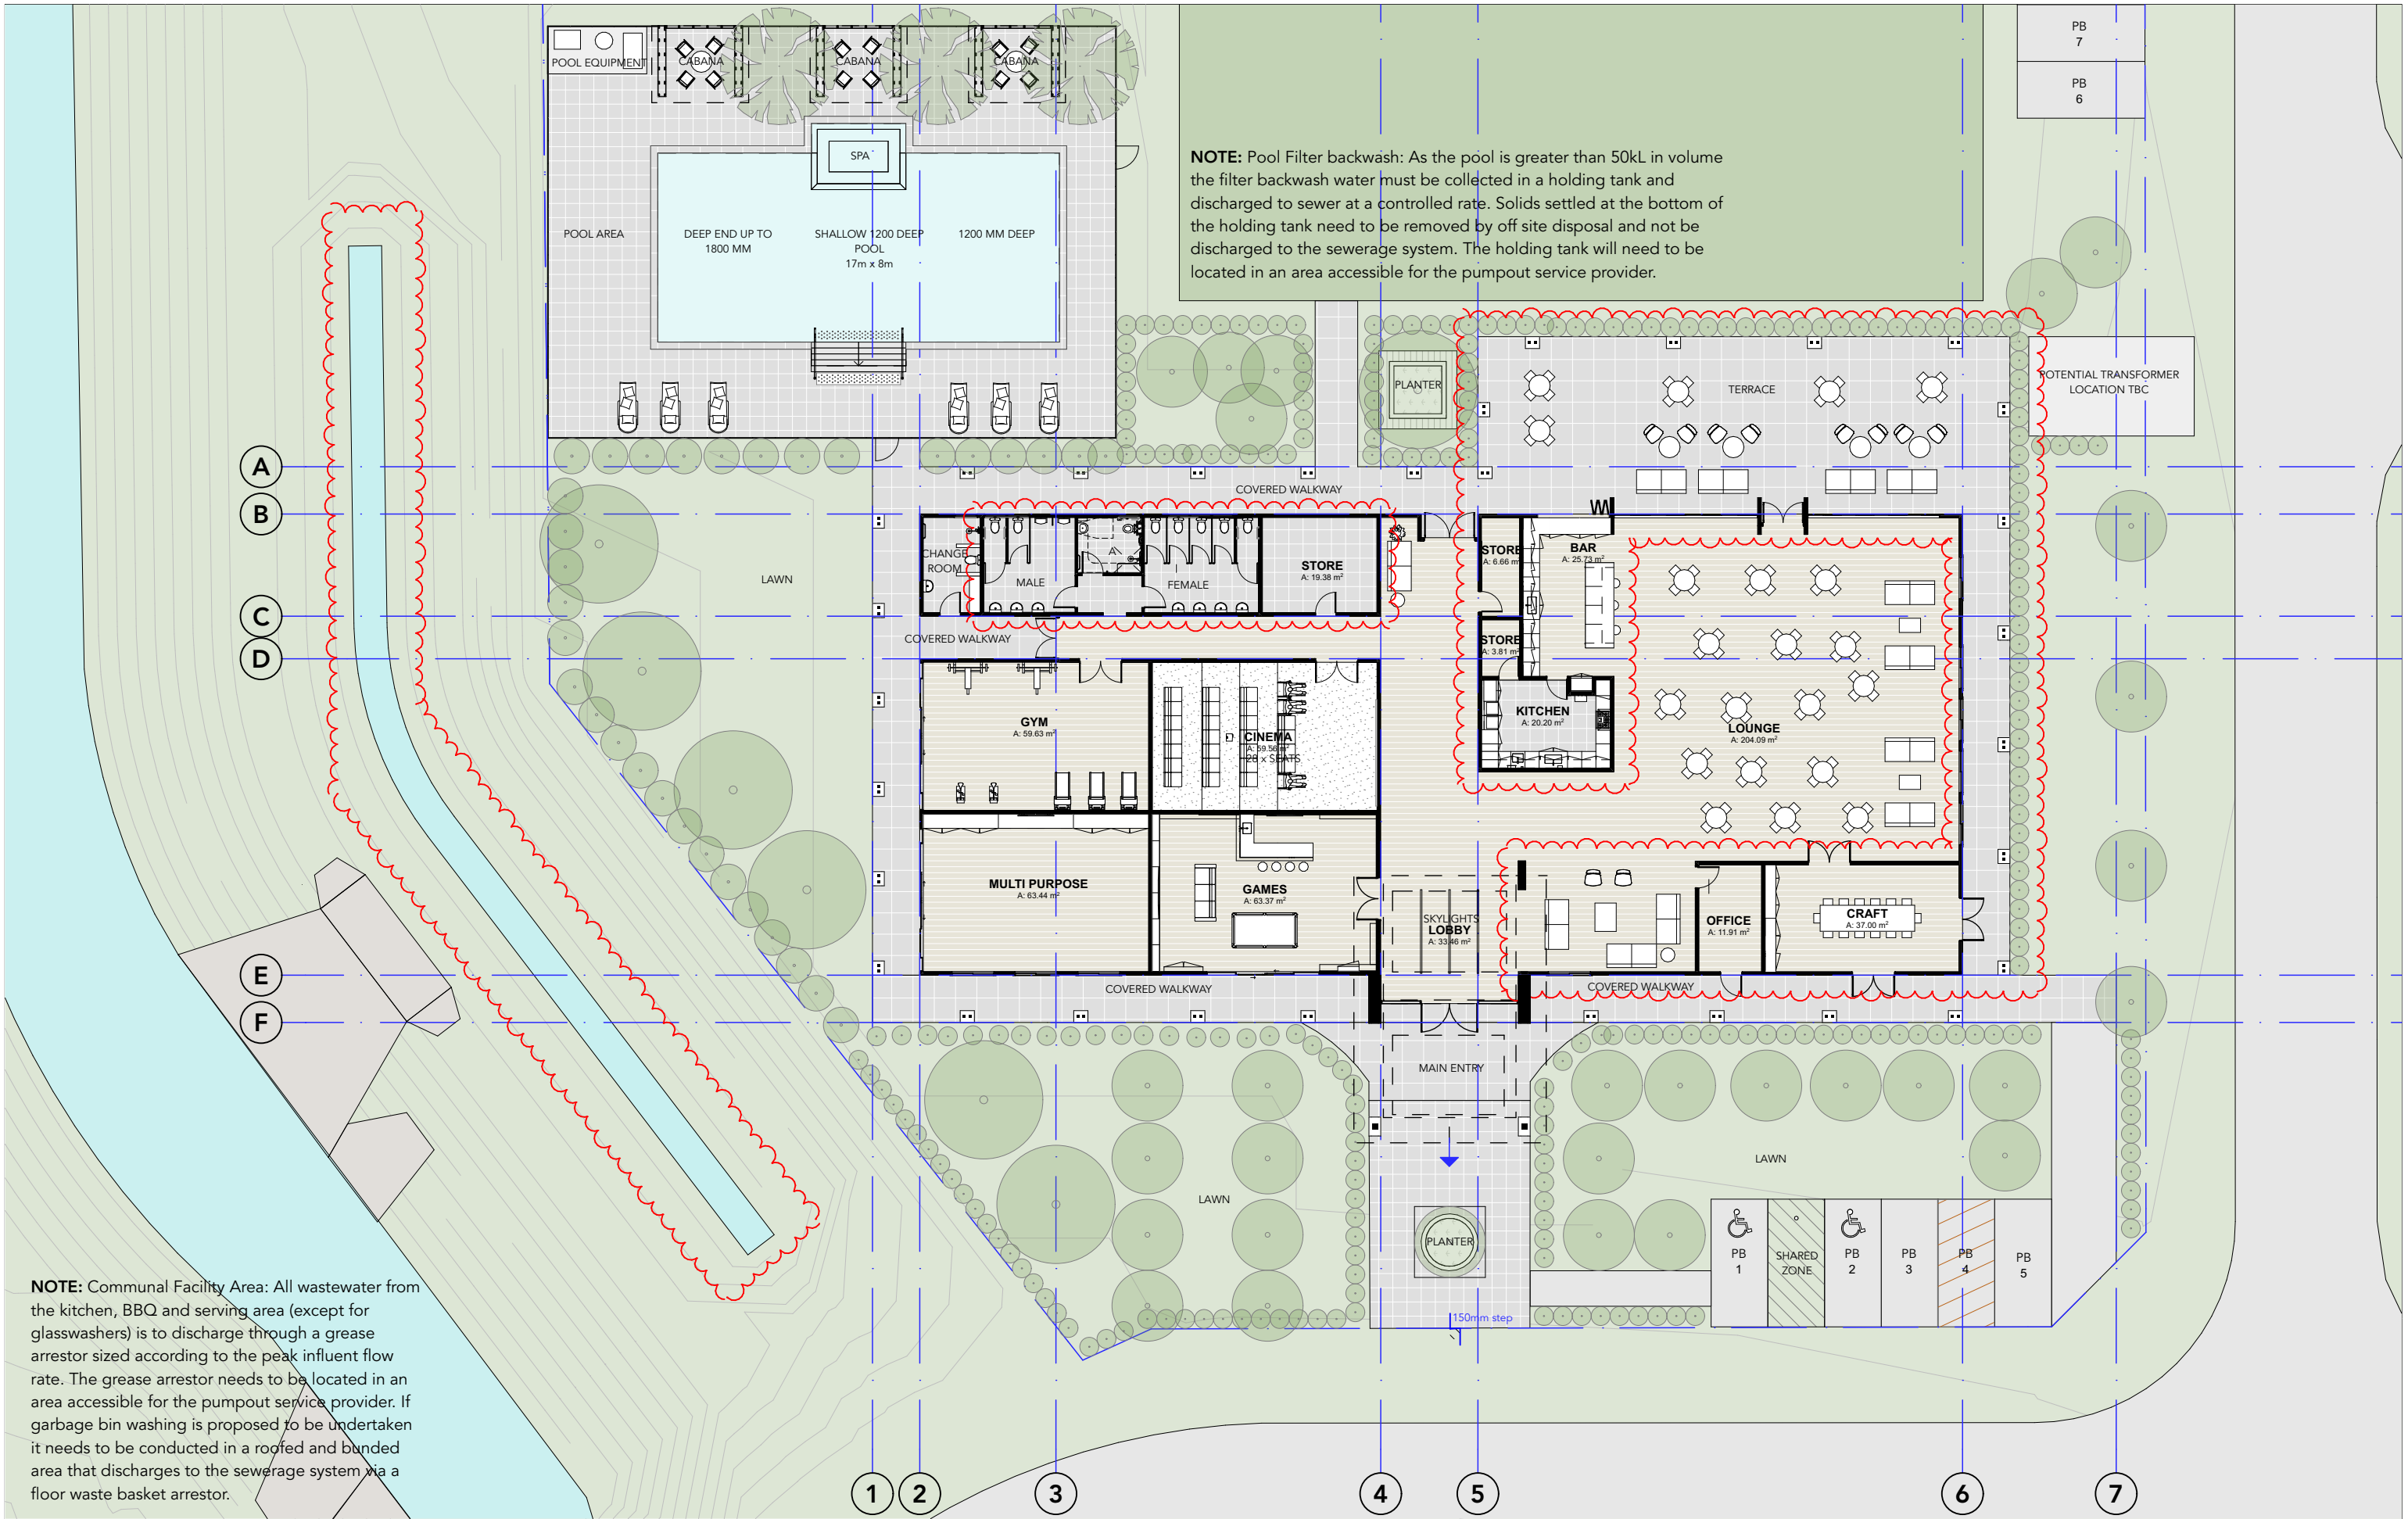 PB
7
PB
6
POOL EQUIPMENT
CABANA
CABANA
CABANA
SPA
NOTE: Pool Filter backwash: As the pool is greater than 50kL in volume
the filter backwash water must be collected in a holding tank and
discharged to sewer at a controlled rate. Solids settled at the bottom of
the holding tank need to be removed by off site disposal and not be
discharged to the sewerage system. The holding tank will need to be
located in an area accessible for the pumpout service provider.
POOL AREA
DEEP END UP TO
1800 MM
SHALLOW 1200 DEEP
POOL
17m x 8m
1200 MM DEEP
PLANTER
TERRACE
POTENTIAL TRANSFORMER
LOCATION TBC
A
COVERED WALKWAY
B
CHANGE
ROOM
MALE
A
FEMALE
STORE
A: 19.38 m²
STORE
A: 6.66 m²
BAR
A: 25.73 m²
LAWN
C
COVERED WALKWAY
D
STORE
A: 3.81 m²
GYM
A: 59.63 m²
CINEMA
A: 59.56 m²
28 x SEATS
KITCHEN
A: 20.20 m²
LOUNGE
A: 204.09 m²
MULTI PURPOSE
A: 63.44 m²
GAMES
A: 63.37 m²
SKYLIGHTS
LOBBY
A: 33.46 m²
OFFICE
A: 11.91 m²
CRAFT
A: 37.00 m²
E
COVERED WALKWAY
COVERED WALKWAY
F
MAIN ENTRY
LAWN
LAWN
PLANTER
PB
1
SHARED
ZONE
PB
2
PB
3
PB
4
PB
5
150mm step
NOTE: Communal Facility Area: All wastewater from
the kitchen, BBQ and serving area (except for
glasswashers) is to discharge through a grease
arrestor sized according to the peak influent flow
rate. The grease arrestor needs to be located in an
area accessible for the pumpout service provider. If
garbage bin washing is proposed to be undertaken
it needs to be conducted in a roofed and bunded
area that discharges to the sewerage system via a
floor waste basket arrestor.
1
2
3
4
5
6
7